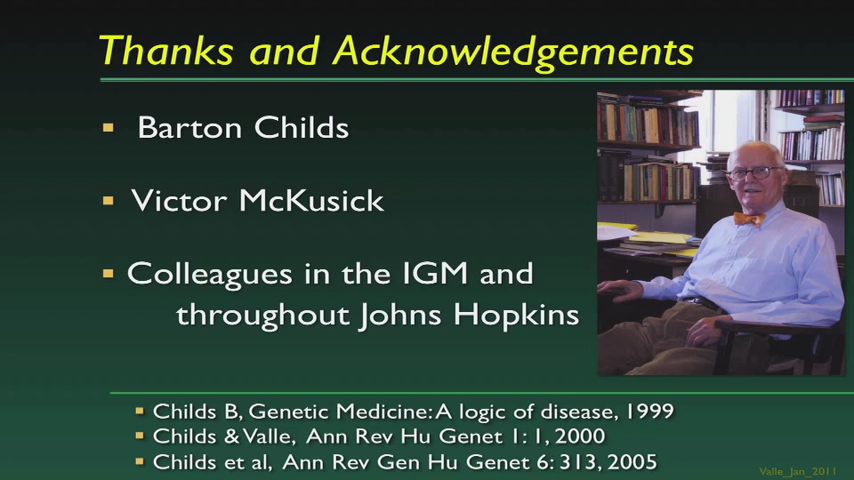 Thanks and Acknowledgements
▪ Barton Childs
▪ Victor McKusick
▪ Colleagues in the IGM and
throughout Johns Hopkins
▪ Childs B, Genetic Medicine: A logic of disease, 1999
▪ Childs & Valle, Ann Rev Hu Genet 1: 1, 2000
▪ Childs et al, Ann Rev Gen Hu Genet 6: 313, 2005
Valle_Jan_2011